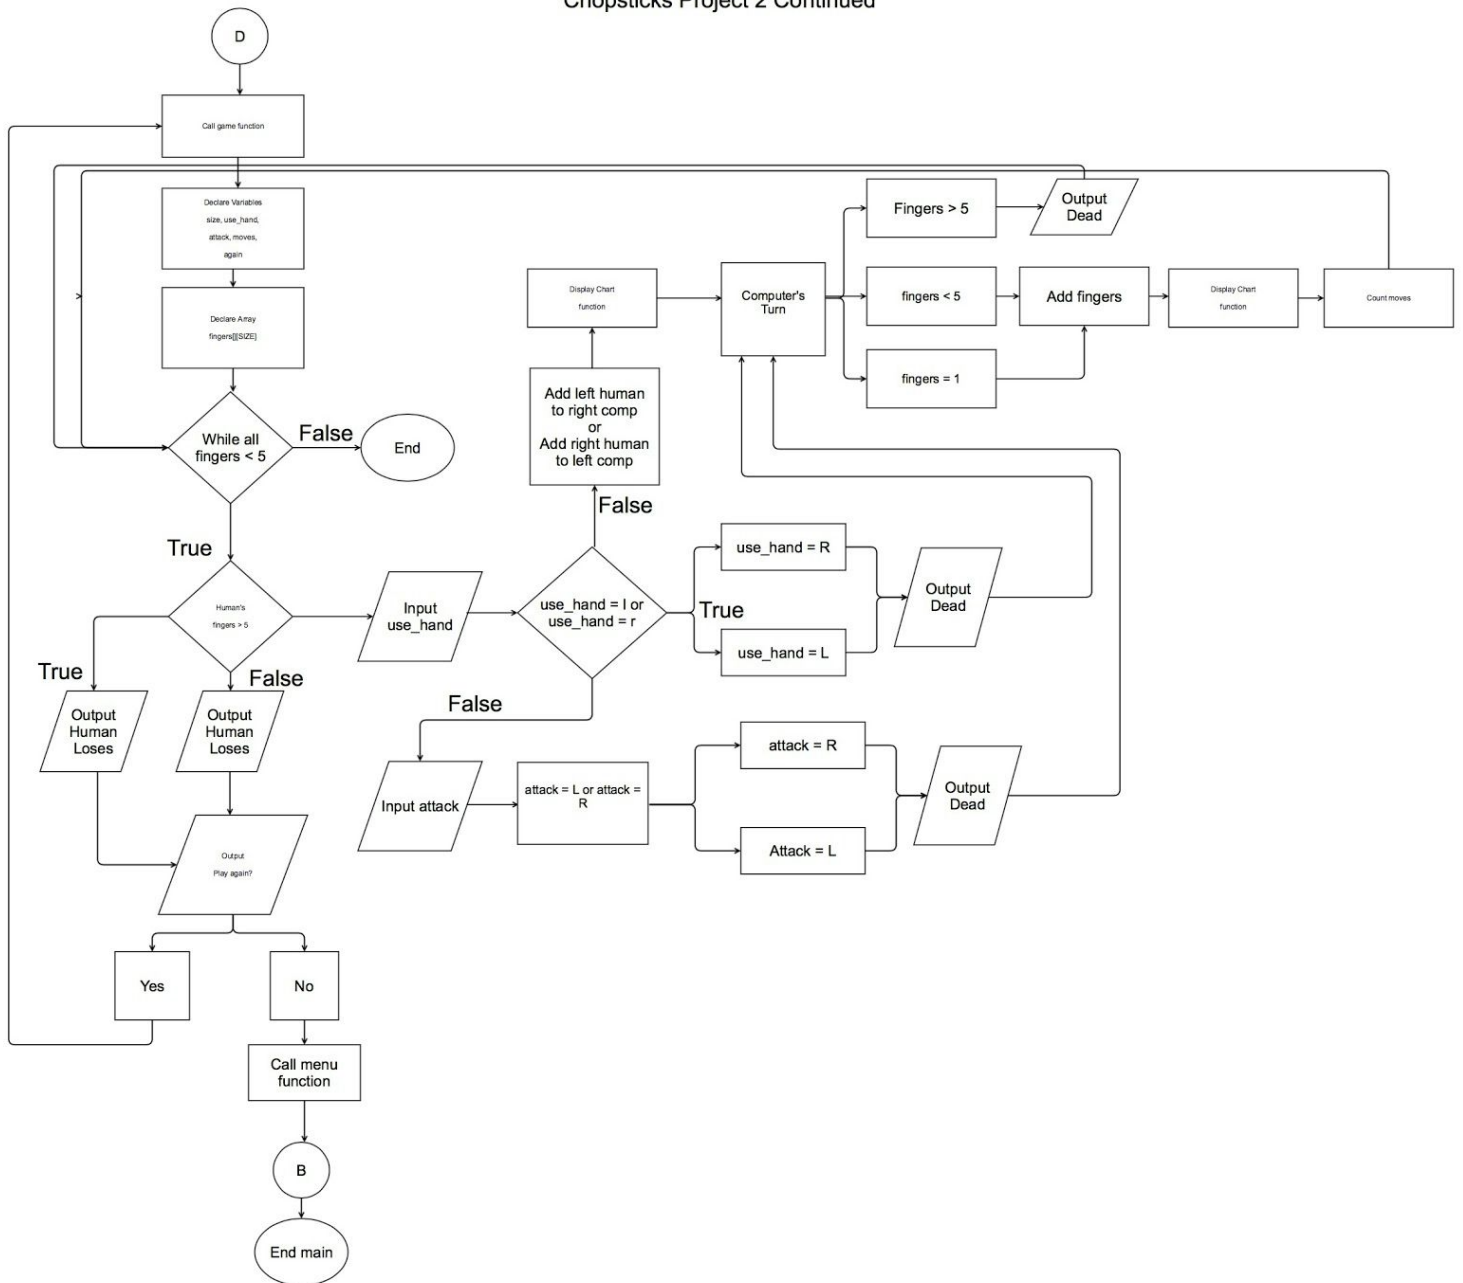 Chopsticks Project 2 Continued
D
Call game function
Declare Variables
size, use_hand,
attack, moves,
again
Declare Array
fingers[][SIZE]
While all
fingers < 5
False
End
True
Human's
fingers > 5
True
False
Output
Human
Loses
Output
Human
Loses
Output
Play again?
Yes
No
Call menu
function
B
End main
Input
use_hand
use_hand = l or
use_hand = r
False
Add left human
to right comp
or
Add right human
to left comp
Display Chart
function
Computer's
Turn
Fingers > 5
Output
Dead
fingers < 5
Add fingers
Display Chart
function
Count moves
fingers = 1
True
use_hand = R
use_hand = L
Output
Dead
False
Input attack
attack = L or attack =
R
attack = R
Attack = L
Output
Dead